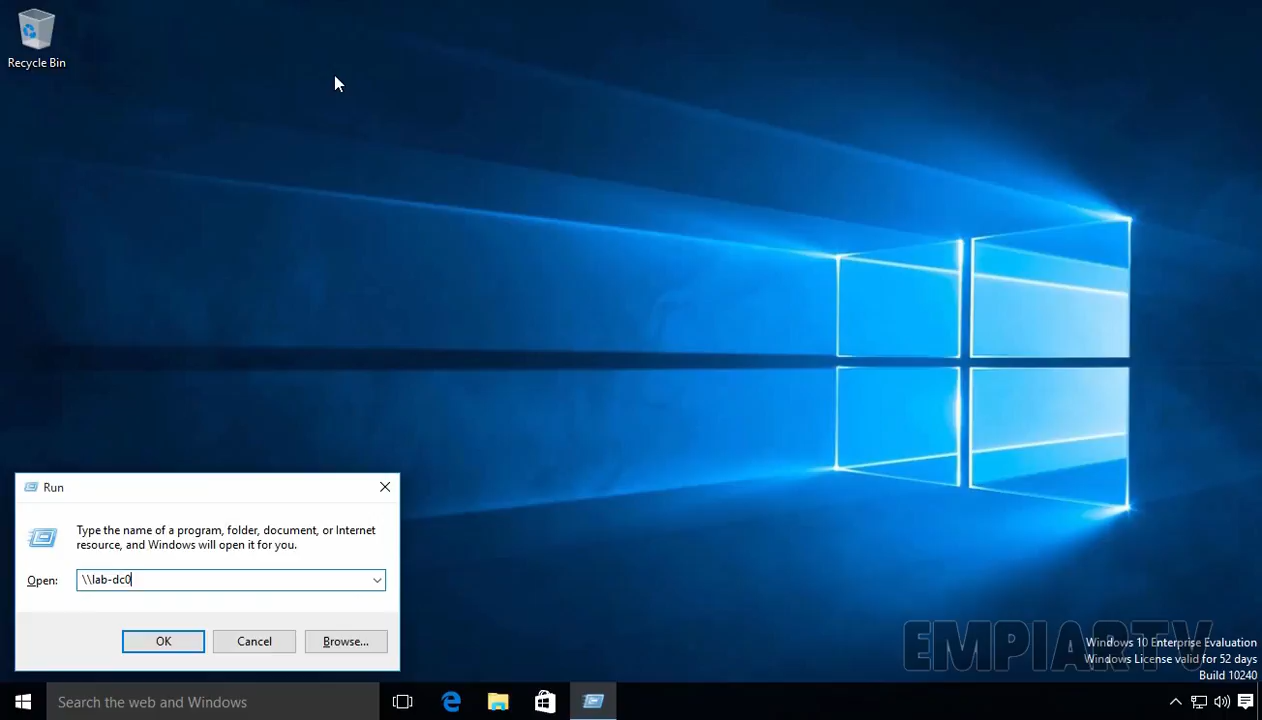 Recycle Bin
Run
Type the name of a program, folder, document, or Internet
resource, and Windows will open it for you.
Open: \\lab-dc0
OK Cancel Browse...
EMPIARTV
Windows 10 Enterprise Evaluation
Windows License valid for 52 days
Build 10240
Search the web and Windows